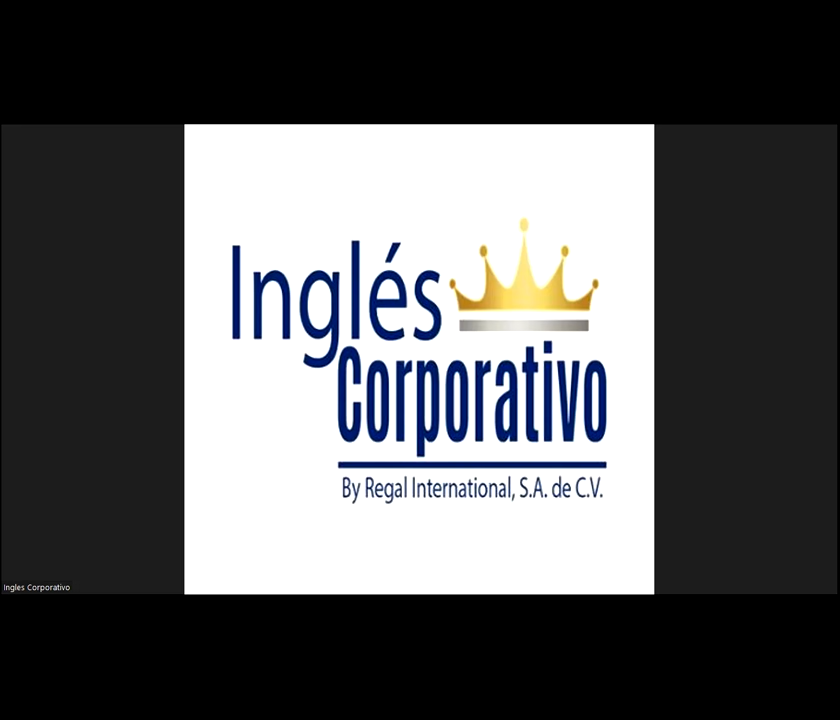 Inglés
Corporativo
By Regal International, S.A. de C.V.
Ingles Corporativo